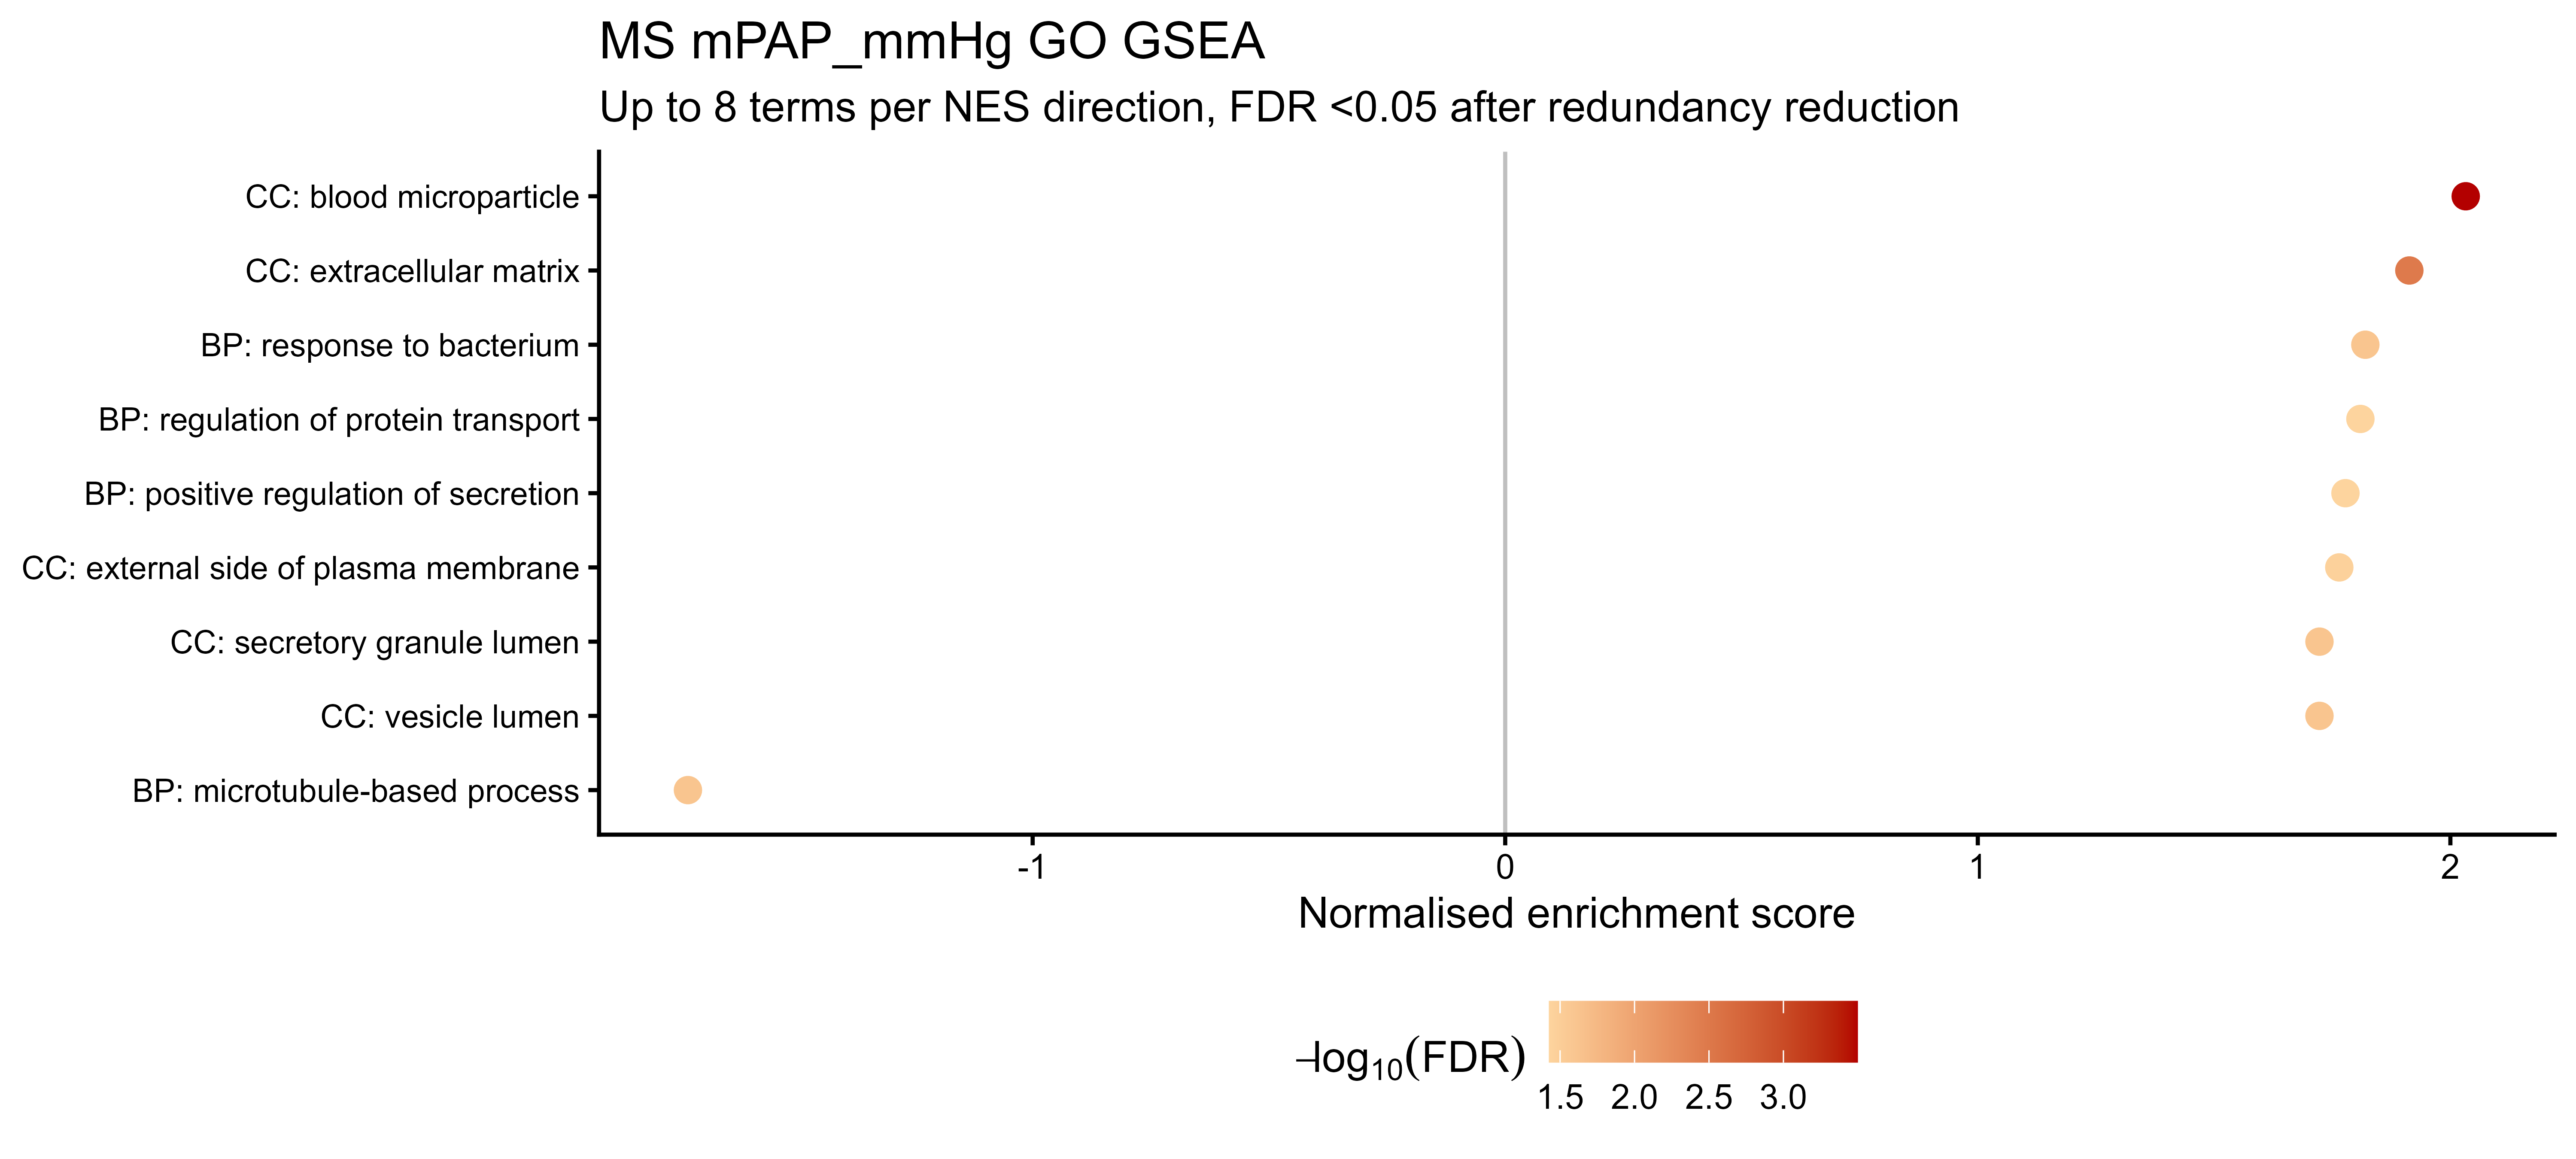 MS mPAP_mmHg GO GSEA
Up to 8 terms per NES direction, FDR <0.05 after redundancy reduction
CC: blood microparticle
CC: extracellular matrix
BP: response to bacterium
BP: regulation of protein transport
BP: positive regulation of secretion
CC: external side of plasma membrane
CC: secretory granule lumen
CC: vesicle lumen
BP: microtubule-based process
-1 0 1 2
Normalised enrichment score
−log₁₀(FDR)
1.5 2.0 2.5 3.0